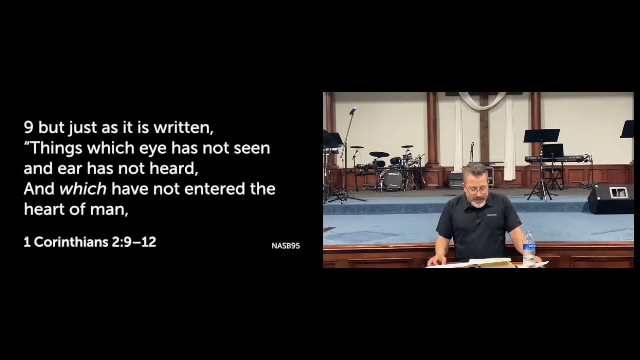 9 but just as it is written,
“Things which eye has not seen
and ear has not heard,
And which have not entered the
heart of man,
1 Corinthians 2:9–12
NASB95